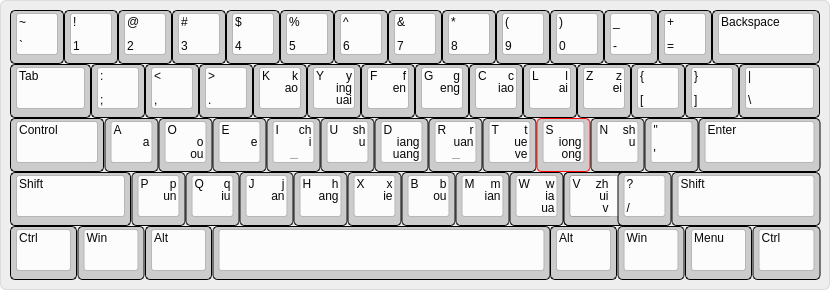 ~ ! @ # $ % ^ & * ( ) _ + Backspace
` 1 2 3 4 5 6 7 8 9 0 - =
Tab : < > K k Y y F f G g C c L l Z z { } |
ao ing en eng iao ai ei
; , . uai [ ] \
Control A O E I ch U sh D R r T t S N sh " Enter
a o e i u iang uan ue iong u
ou _ uang _ ve ong '
Shift P p Q q J j H h X x B b M m W w V zh ? Shift
un iu an ang ie ou ian ia ui
ua v /
Ctrl Win Alt Alt Win Menu Ctrl